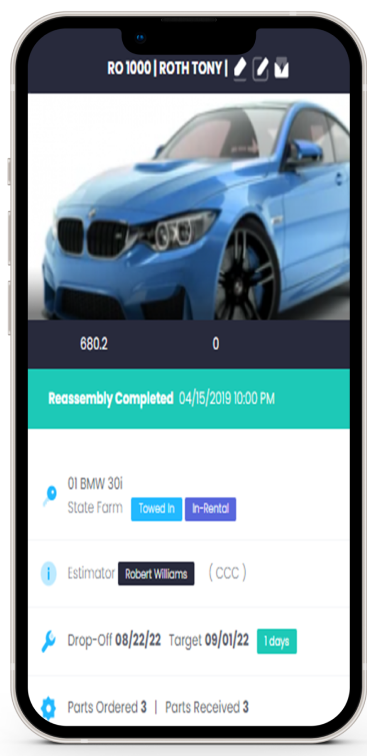 RO 1000 | ROTH TONY |
680.2 0
Reassembly Completed 04/15/2019 10:00 PM
01 BMW 30i
State Farm Towed In In-Rental
Estimator Robert Williams ( CCC )
Drop-Off 08/22/22 Target 09/01/22 1 days
Parts Ordered 3 | Parts Received 3